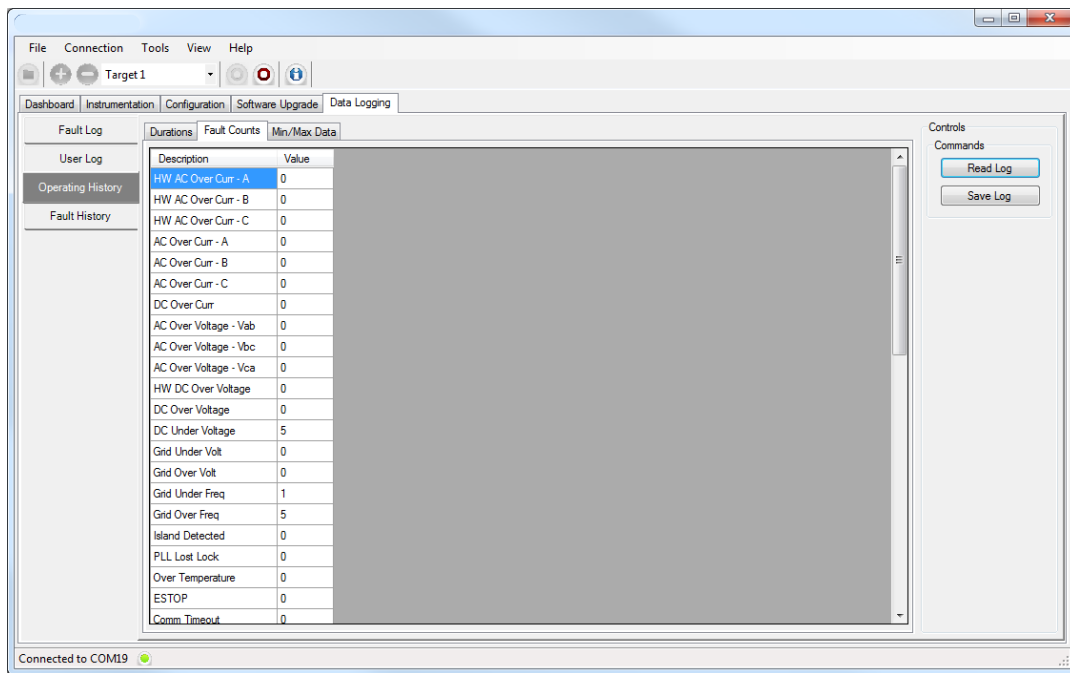 File Connection Tools View Help
Target 1
Dashboard Instrumentation Configuration Software Upgrade Data Logging
Fault Log
User Log
Operating History
Fault History
Durations Fault Counts Min/Max Data
Description Value
HW AC Over Curr - A 0
HW AC Over Curr - B 0
HW AC Over Curr - C 0
AC Over Curr - A 0
AC Over Curr - B 0
AC Over Curr - C 0
DC Over Curr 0
AC Over Voltage - Vab 0
AC Over Voltage - Vbc 0
AC Over Voltage - Vca 0
HW DC Over Voltage 0
DC Over Voltage 0
DC Under Voltage 5
Grid Under Volt 0
Grid Over Volt 0
Grid Under Freq 1
Grid Over Freq 5
Island Detected 0
PLL Lost Lock 0
Over Temperature 0
ESTOP 0
Comm Timeout 0
Controls
Commands
Read Log
Save Log
Connected to COM19